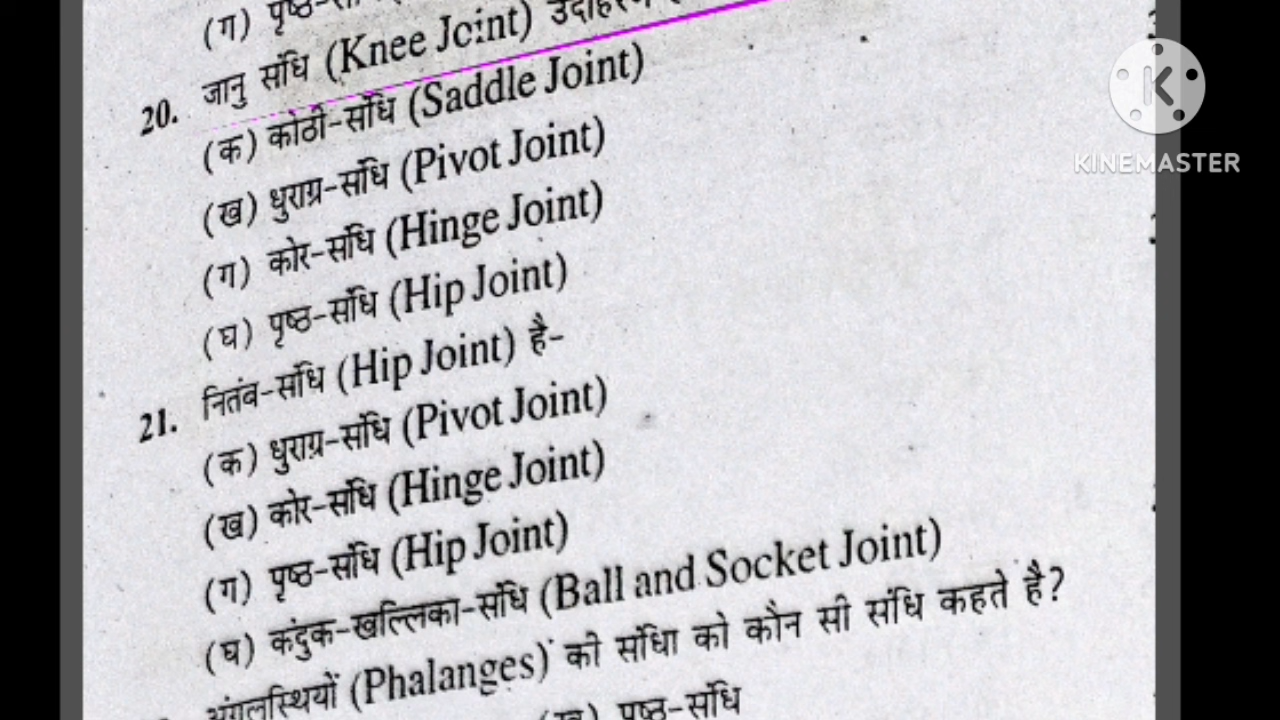 (ग)
20. जानु संधि (Knee Joint)
(क) कोठी-संधि (Saddle Joint)
(ख) धुराग्र-संधि (Pivot Joint)
(ग) कोर-संधि (Hinge Joint)
(घ) पृष्ठ-संधि (Hip Joint)
21. नितंव-संधि (Hip Joint) है-
(क) धुराग्र-संधि (Pivot Joint)
(ख) कोर-संधि (Hinge Joint)
(ग) पृष्ठ-संधि (Hip Joint)
(घ) कंदुक-खल्लिका-संधि (Ball and Socket Joint)
(Phalanges) की संधिा को कौन सी संधि कहते है?
(ख) पृष्ठ-संधि
K
KINEMASTER